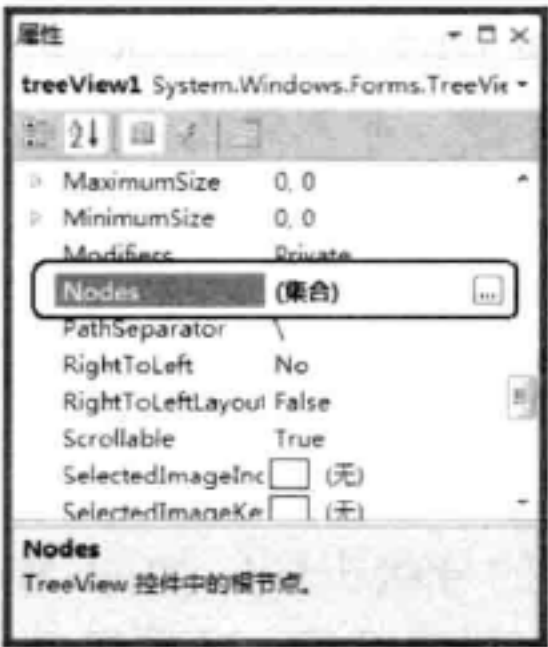 属性
treeView1 System.Windows.Forms.TreeVie
MaximumSize 0, 0
MinimumSize 0, 0
Modifiers Private
Nodes (集合) ...
PathSeparator \
RightToLeft No
RightToLeftLayout False
Scrollable True
SelectedImageInd (无)
SelectedImageKe (无)
Nodes
TreeView 控件中的根节点。